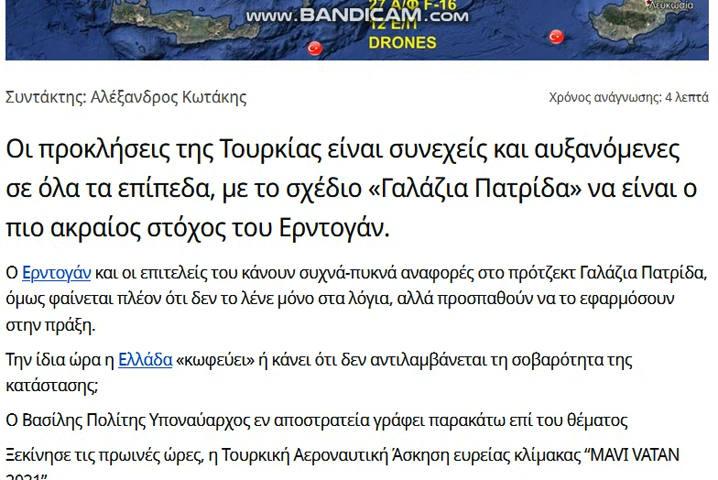 27 Α/Φ F-16
www.BANDICAM.com
12 Ε/Π
DRONES
Λευκωσία
Συντάκτης: Αλέξανδρος Κωτάκης
Χρόνος ανάγνωσης: 4 λεπτά
Οι προκλήσεις της Τουρκίας είναι συνεχείς και αυξανόμενες
σε όλα τα επίπεδα, με το σχέδιο «Γαλάζια Πατρίδα» να είναι ο
πιο ακραίος στόχος του Ερντογάν.
Ο Ερντογάν και οι επιτελείς του κάνουν συχνά-πυκνά αναφορές στο πρότζεκτ Γαλάζια Πατρίδα,
όμως φαίνεται πλέον ότι δεν το λένε μόνο στα λόγια, αλλά προσπαθούν να το εφαρμόσουν
στην πράξη.
Την ίδια ώρα η Ελλάδα «κωφεύει» ή κάνει ότι δεν αντιλαμβάνεται τη σοβαρότητα της
κατάστασης;
Ο Βασίλης Πολίτης Υποναύαρχος εν αποστρατεία γράφει παρακάτω επί του θέματος
Ξεκίνησε τις πρωινές ώρες, η Τουρκική Αεροναυτική Άσκηση ευρείας κλίμακας “MAVI VATAN
2021”